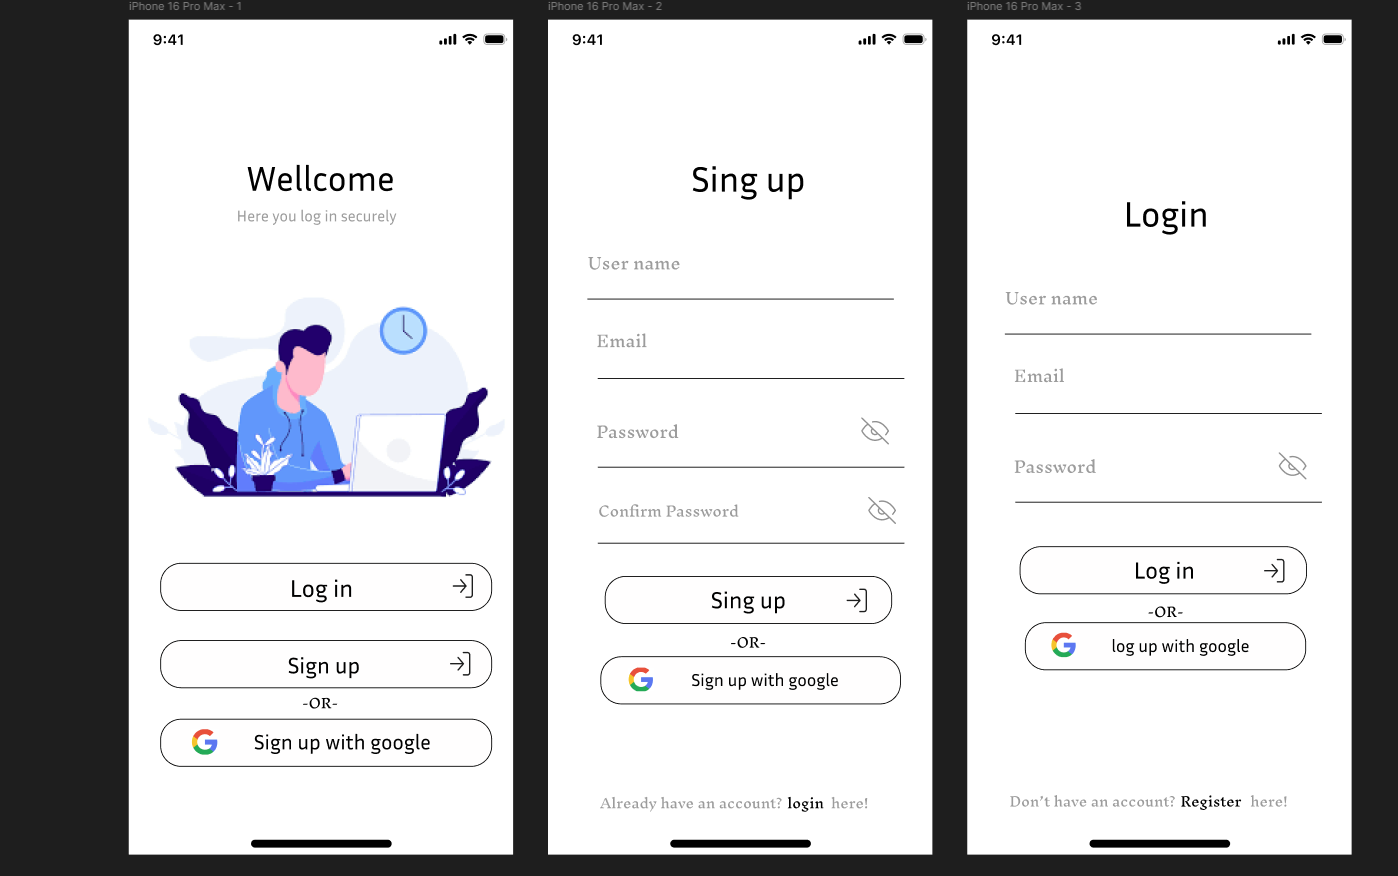 iPhone 16 Pro Max - 1
9:41
Wellcome
Here you log in securely
Log in
Sign up
-OR-
Sign up with google
iPhone 16 Pro Max - 2
9:41
Sing up
User name
Email
Password
Confirm Password
Sing up
-OR-
Sign up with google
Already have an account? login here!
iPhone 16 Pro Max - 3
9:41
Login
User name
Email
Password
Log in
-OR-
log up with google
Don't have an account? Register here!